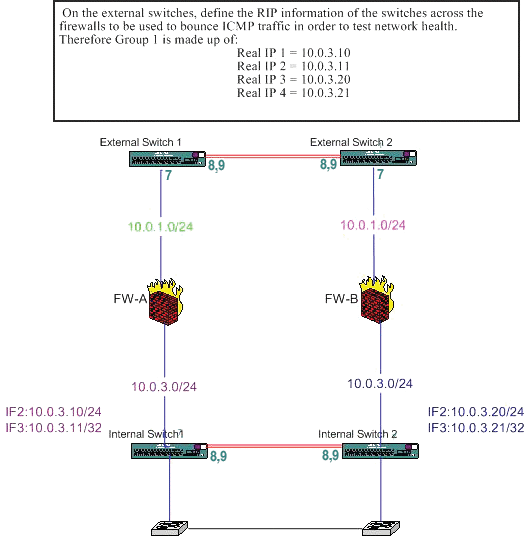 On the external switches, define the RIP information of the switches across the
firewalls to be used to bounce ICMP traffic in order to test network health.
Therefore Group 1 is made up of:
Real IP 1 = 10.0.3.10
Real IP 2 = 10.0.3.11
Real IP 3 = 10.0.3.20
Real IP 4 = 10.0.3.21
External Switch 1
External Switch 2
8,9
8,9
7
7
10.0.1.0/24
10.0.1.0/24
FW-A
FW-B
10.0.3.0/24
10.0.3.0/24
IF2:10.0.3.10/24
IF3:10.0.3.11/32
IF2:10.0.3.20/24
IF3:10.0.3.21/32
Internal Switch1
Internal Switch 2
8,9
8,9